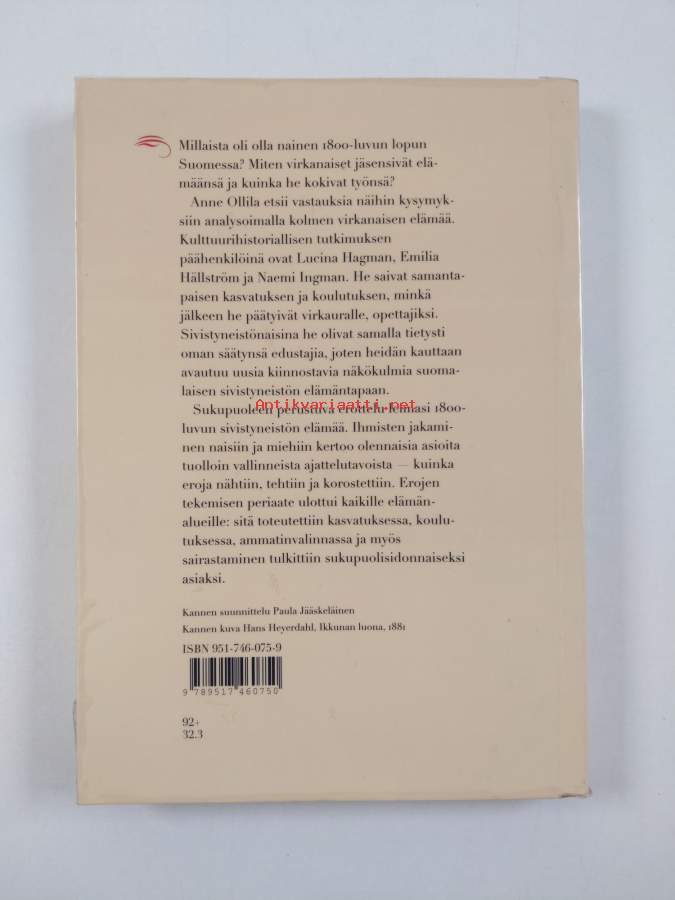 Millaista oli olla nainen 1800-luvun lopun
Suomessa? Miten virkanaiset jäsensivät elä-
määnsä ja kuinka he kokivat työnsä?
Anne Ollila etsii vastauksia näihin kysymyk-
siin analysoimalla kolmen virkanaisen elämää.
Kulttuurihistoriallisen tutkimuksen
päähenkilöinä ovat Lucina Hagman, Emilia
Hällström ja Naemi Ingman. He saivat samanta-
paisen kasvatuksen ja koulutuksen, minkä
jälkeen he päätyivät virkauralle, opettajiksi.
Sivistyneistönaisina he olivat samalla tietysti
oman säätynsä edustajia, joten heidän kauttaan
avautuu uusia kiinnostavia näkökulmia suoma-
laisen sivistyneistön elämäntapaan.
Antikvariaatti.net
Sukupuoleen perustuva erottelu leimasi 1800-
luvun sivistyneistön elämää. Ihmisten jakami-
nen naisiin ja miehiin kertoo olennaisia asioita
tuolloin vallinneista ajattelutavoista — kuinka
eroja nähtiin, tehtiin ja korostettiin. Erojen
tekemisen periaate ulottui kaikille elämän-
alueille: sitä toteutettiin kasvatuksessa, koulu-
tuksessa, ammatinvalinnassa ja myös
sairastaminen tulkittiin sukupuolisidonnaiseksi
asiaksi.
Kannen suunnittelu Paula Jääskeläinen
Kannen kuva Hans Heyerdahl, Ikkunan luona, 1881
ISBN 951-746-075-9
9 789517 460750
92+
32.3